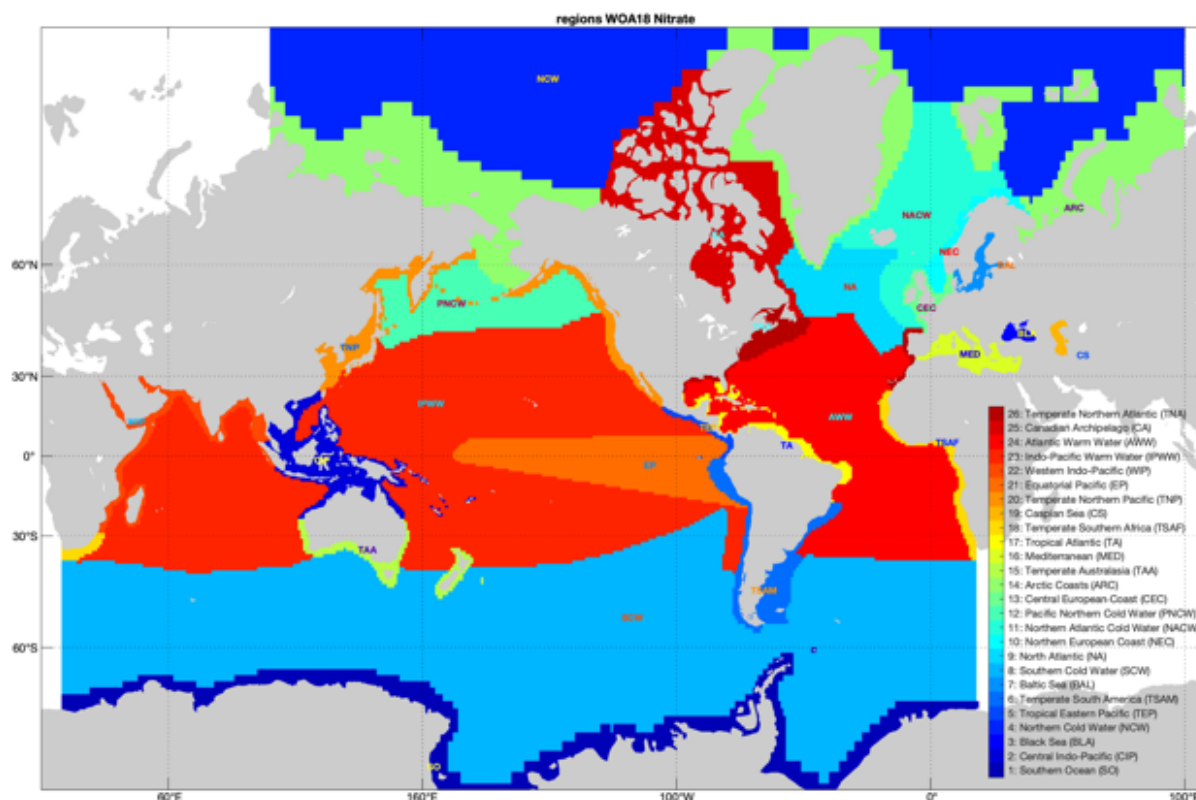 regions WOA18 Nitrate
NCW
ARC
NACW
NEC
BAL
NA
PNCW
CEC
TNP
MED
CS
IPWW
AWW
TA
TSAF
EP
TAA
TSAM
SCW
SO
60°N
30°N
0°
30°S
60°S
60°E
160°E
100°W
0°
100°E
26: Temperate Northern Atlantic (TNA)
25: Canadian Archipelago (CA)
24: Atlantic Warm Water (AWW)
23: Indo-Pacific Warm Water (IPWW)
22: Western Indo-Pacific (WIP)
21: Equatorial Pacific (EP)
20: Temperate Northern Pacific (TNP)
19: Caspian Sea (CS)
18: Temperate Southern Africa (TSAF)
17: Tropical Atlantic (TA)
16: Mediterranean (MED)
15: Temperate Australasia (TAA)
14: Arctic Coasts (ARC)
13: Central European-Coast (CEC)
12: Pacific Northern Cold Water (PNCW)
11: Northern Atlantic Cold Water (NACW
10: Northern European Coast (NEC)
9: North Atlantic (NA)
8: Southern Cold Water (SCW)
7: Baltic Sea (BAL)
6: Temperate South America (TSAM)
5: Tropical Eastern Pacific (TEP)
4: Northern Cold Water (NCW)
3: Black Sea (BLA)
2: Central Indo-Pacific (CIP)
1: Southern Ocean (SO)